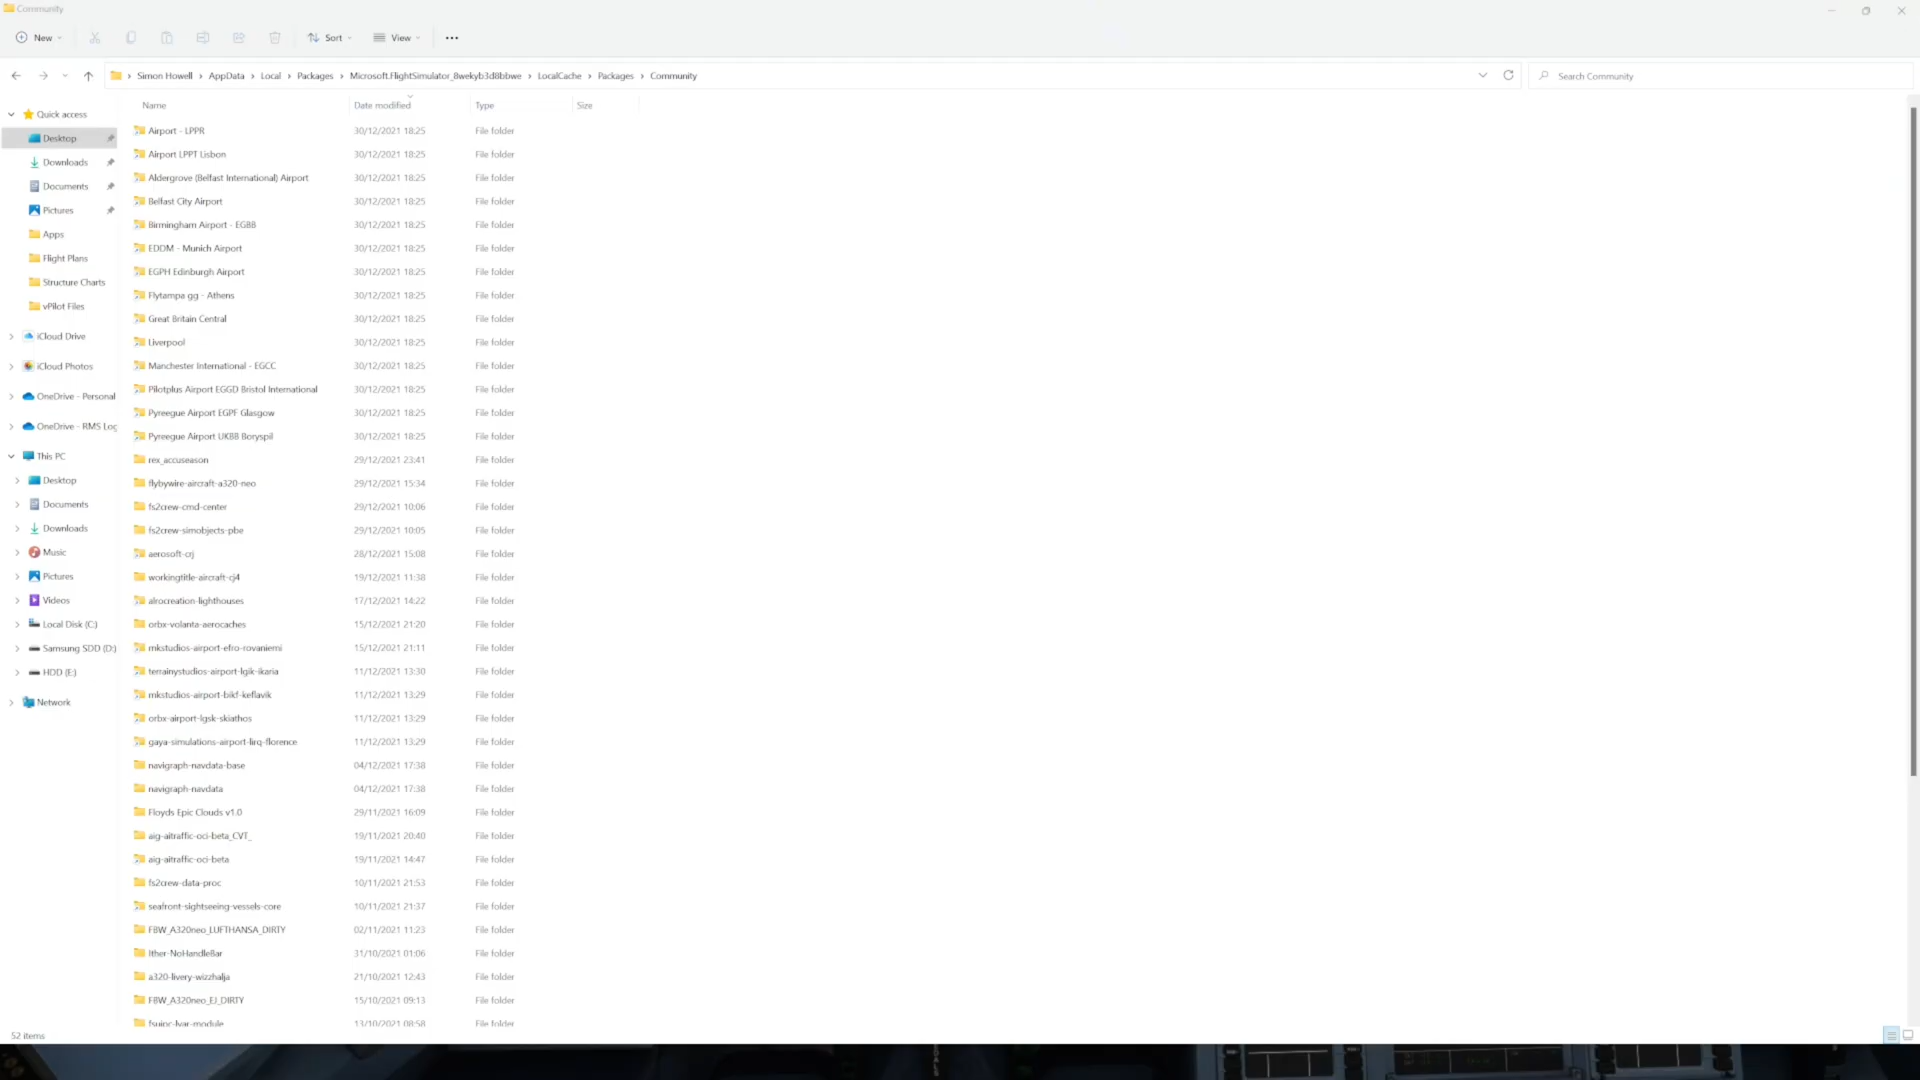 Community
New
Sort
View
Simon Howell > AppData > Local > Packages > Microsoft.FlightSimulator_8wekyb3d8bbwe > LocalCache > Packages > Community
Search Community
Name Date modified Type Size
Quick access
Desktop
Downloads
Documents
Pictures
Apps
Flight Plans
Structure Charts
vPilot Files
iCloud Drive
iCloud Photos
OneDrive - Personal
OneDrive - RMS Log
This PC
Desktop
Documents
Downloads
Music
Pictures
Videos
Local Disk (C:)
Samsung SDD (D:)
HDD (E:)
Network
Airport - LPPR 30/12/2021 18:25 File folder
Airport LPPT Lisbon 30/12/2021 18:25 File folder
Aldergrove (Belfast International) Airport 30/12/2021 18:25 File folder
Belfast City Airport 30/12/2021 18:25 File folder
Birmingham Airport - EGBB 30/12/2021 18:25 File folder
EDDM - Munich Airport 30/12/2021 18:25 File folder
EGPH Edinburgh Airport 30/12/2021 18:25 File folder
Flytampa gg - Athens 30/12/2021 18:25 File folder
Great Britain Central 30/12/2021 18:25 File folder
Liverpool 30/12/2021 18:25 File folder
Manchester International - EGCC 30/12/2021 18:25 File folder
Pilotplus Airport EGGD Bristol International 30/12/2021 18:25 File folder
Pyreegue Airport EGPF Glasgow 30/12/2021 18:25 File folder
Pyreegue Airport UKBB Boryspil 30/12/2021 18:25 File folder
rex_accuseason 29/12/2021 23:41 File folder
flybywire-aircraft-a320-neo 29/12/2021 15:34 File folder
fs2crew-cmd-center 29/12/2021 10:06 File folder
fs2crew-simobjects-pbe 29/12/2021 10:05 File folder
aerosoft-crj 28/12/2021 15:08 File folder
workingtitle-aircraft-cj4 19/12/2021 11:38 File folder
alrocreation-lighthouses 17/12/2021 14:22 File folder
orbx-volanta-aerocaches 15/12/2021 21:20 File folder
mkstudios-airport-efro-rovaniemi 15/12/2021 21:11 File folder
terrainystudios-airport-lgik-ikaria 11/12/2021 13:30 File folder
mkstudios-airport-bikf-keflavik 11/12/2021 13:29 File folder
orbx-airport-lgsk-skiathos 11/12/2021 13:29 File folder
gaya-simulations-airport-lirq-florence 11/12/2021 13:29 File folder
navigraph-navdata-base 04/12/2021 17:38 File folder
navigraph-navdata 04/12/2021 17:38 File folder
Floyds Epic Clouds v1.0 29/11/2021 16:09 File folder
aig-aitraffic-oci-beta_CVT_ 19/11/2021 20:40 File folder
aig-aitraffic-oci-beta 19/11/2021 14:47 File folder
fs2crew-data-proc 10/11/2021 21:53 File folder
seafront-sightseeing-vessels-core 10/11/2021 21:37 File folder
FBW_A320neo_LUFTHANSA_DIRTY 02/11/2021 11:23 File folder
lther-NoHandleBar 31/10/2021 01:06 File folder
a320-livery-wizzhalja 21/10/2021 12:43 File folder
FBW_A320neo_EJ_DIRTY 15/10/2021 09:13 File folder
fsuipc-lvar-module 13/10/2021 08:58 File folder
52 items